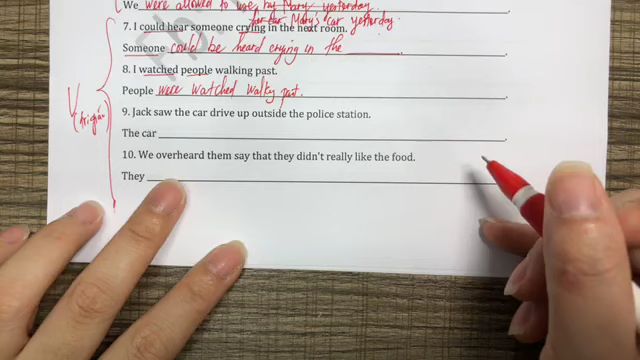 We were allowed to use by Mary yesterday
for her Mary's car yesterday.
7. I could hear someone crying in the next room.
Someone could be heard crying in the
8. I watched people walking past.
People were watched walky past.
9. Jack saw the car drive up outside the police station.
The car
10. We overheard them say that they didn't really like the food.
They